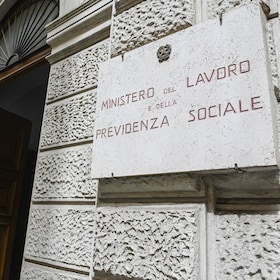 MINISTERO DEL LAVORO
E DELLA
PREVIDENZA SOCIALE